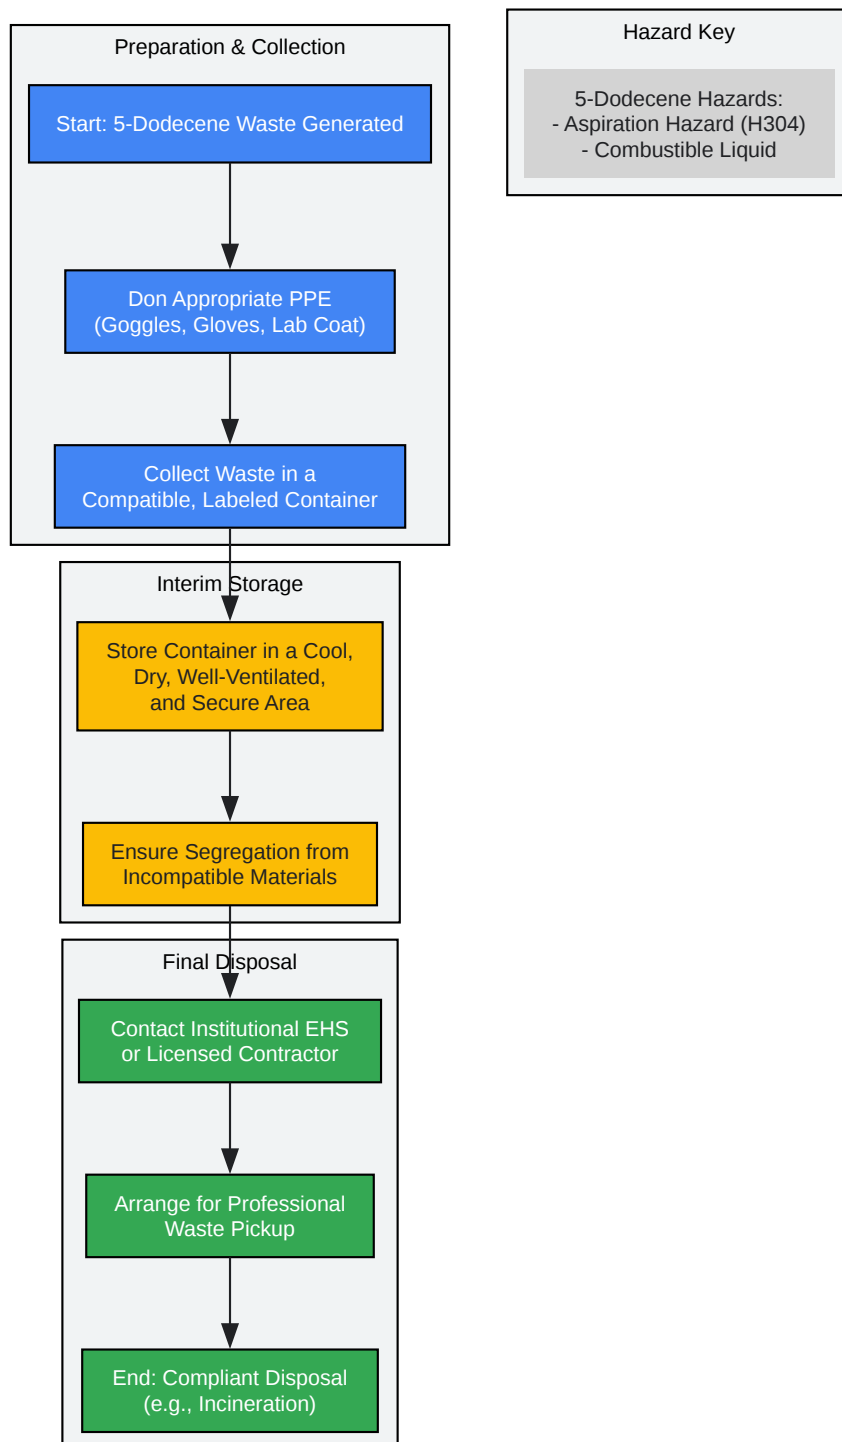 Preparation & Collection
Start: 5-Dodecene Waste Generated
Don Appropriate PPE
(Goggles, Gloves, Lab Coat)
Collect Waste in a
Compatible, Labeled Container
Interim Storage
Store Container in a Cool,
Dry, Well-Ventilated,
and Secure Area
Ensure Segregation from
Incompatible Materials
Final Disposal
Contact Institutional EHS
or Licensed Contractor
Arrange for Professional
Waste Pickup
End: Compliant Disposal
(e.g., Incineration)
Hazard Key
5-Dodecene Hazards:
- Aspiration Hazard (H304)
- Combustible Liquid